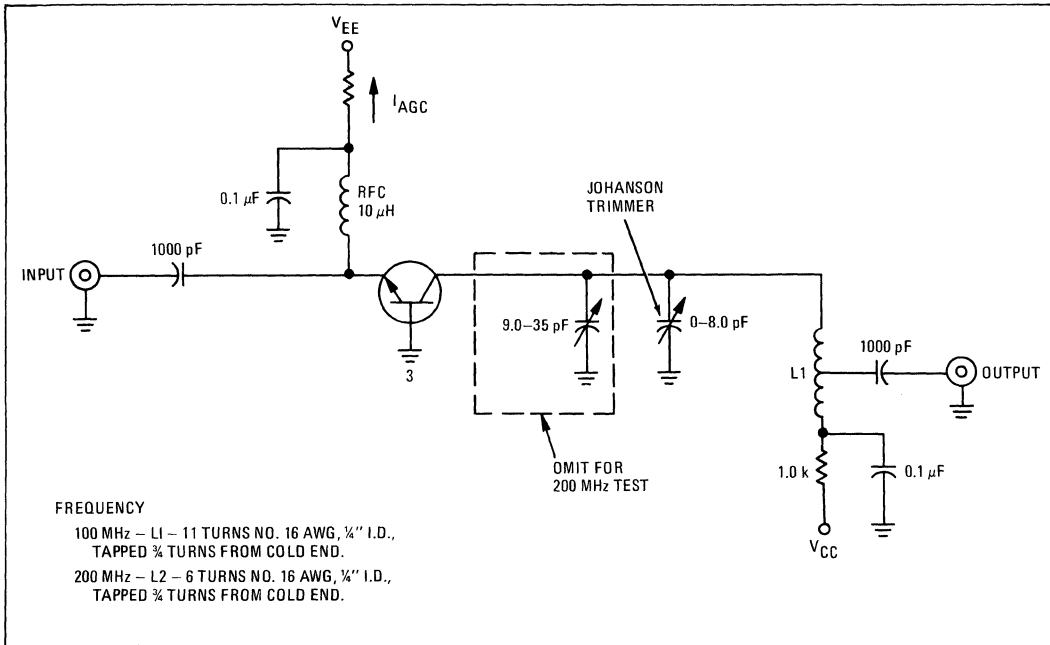 VEE
IAGC
0.1 µF
RFC
10 µH
1000 pF
INPUT
3
JOHANSON
TRIMMER
9.0–35 pF
0–8.0 pF
L1
1000 pF
OUTPUT
OMIT FOR
200 MHz TEST
1.0 k
0.1 µF
VCC
FREQUENCY
100 MHz – LI – 11 TURNS NO. 16 AWG, ¼″ I.D.,
TAPPED ¾ TURNS FROM COLD END.
200 MHz – L2 – 6 TURNS NO. 16 AWG, ¼″ I.D.,
TAPPED ¾ TURNS FROM COLD END.